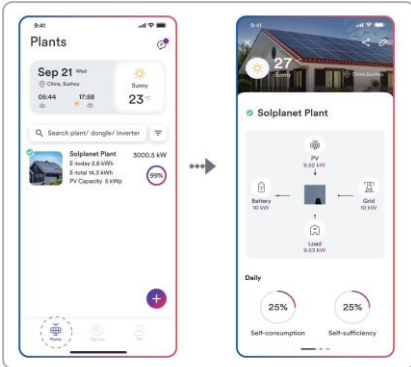 9:41
Plants
Sep 21 Wed
China, Suzhou
05:44 17:58
Sunny
23 °C
Search plant/ dongle/ inverter
Solplanet Plant 3000.5 kW
E-today 2.8 kWh
E-total 14.3 kWh
PV Capacity 5 kWp
99%
Plants
Service
9:41
27
Sunny
China, Suzhou
Solplanet Plant
PV
9.52 kW
Battery
10 kW
Grid
10 kW
Load
9.53 kW
Daily
25%
25%
Self-consumption
Self-sufficiency